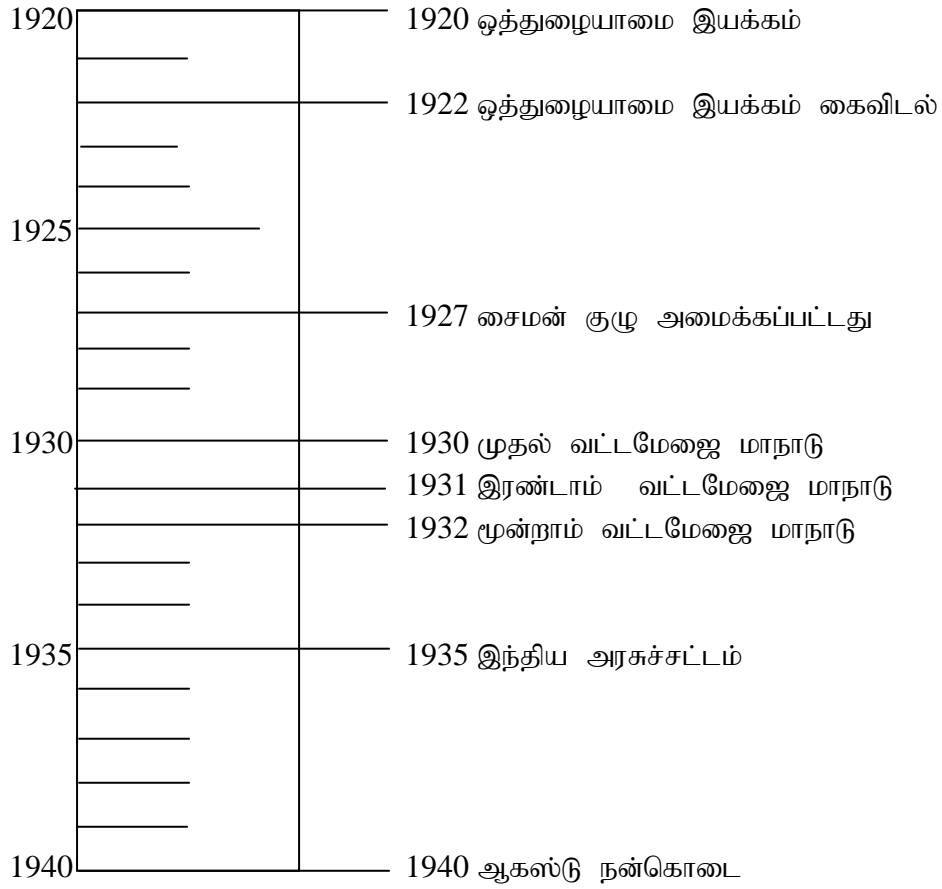 1920 1920 ஒத்துழையாமை இயக்கம்
1922 ஒத்துழையாமை இயக்கம் கைவிடல்
1925
1927 சைமன் குழு அமைக்கப்பட்டது
1930 1930 முதல் வட்டமேஜை மாநாடு
1931 இரண்டாம் வட்டமேஜை மாநாடு
1932 மூன்றாம் வட்டமேஜை மாநாடு
1935 1935 இந்திய அரசுச்சட்டம்
1940 1940 ஆகஸ்டு நன்கொடை